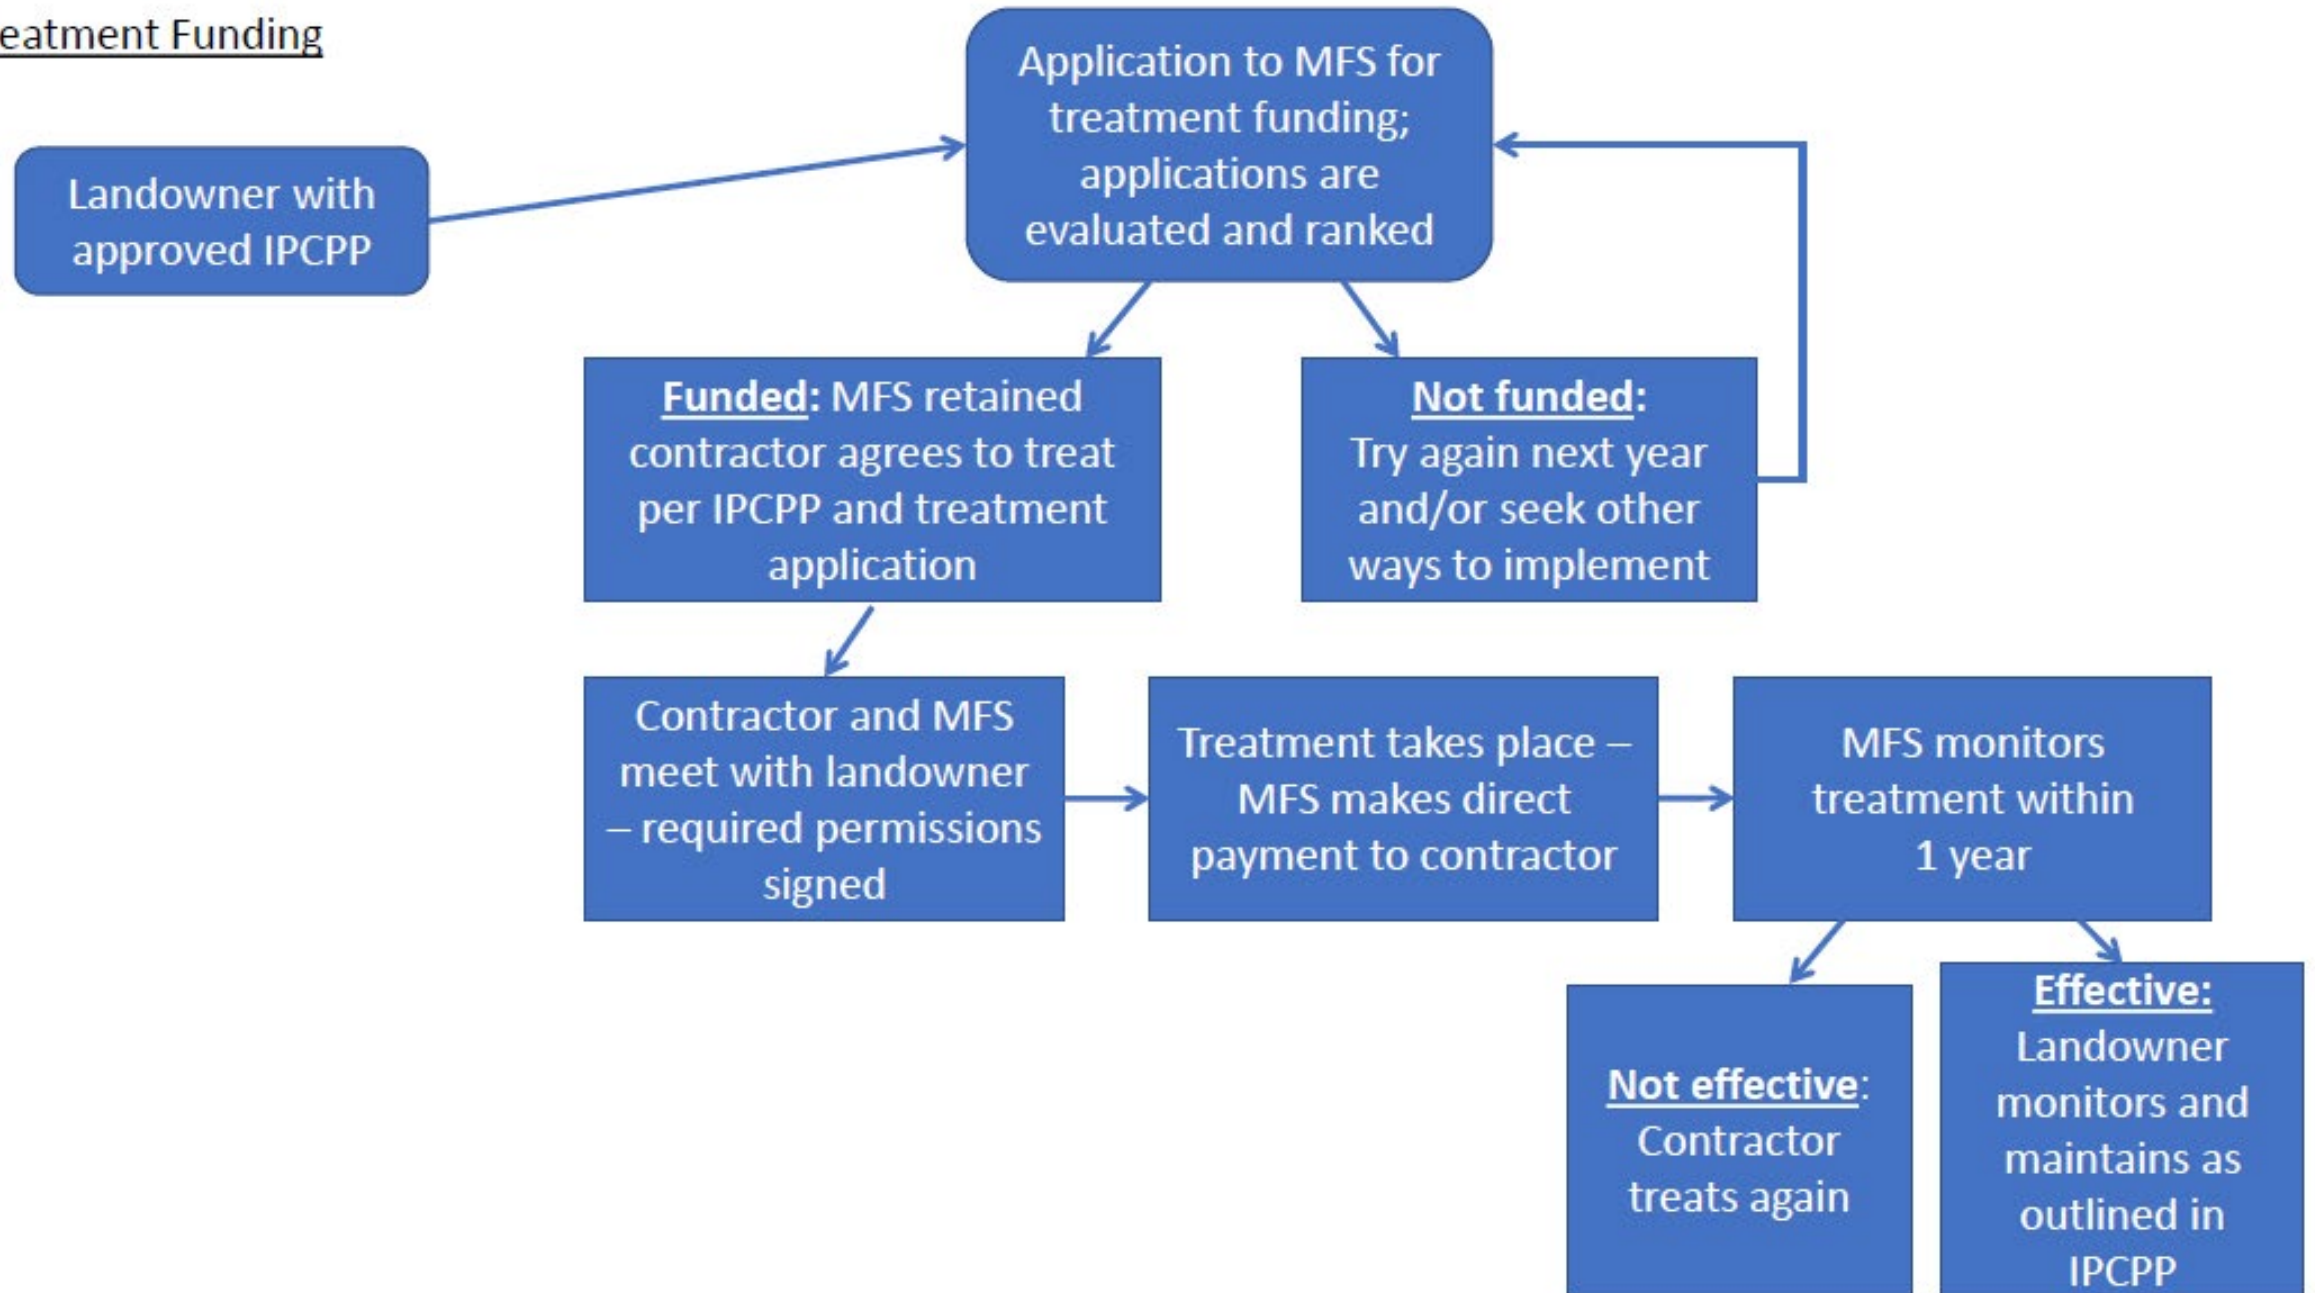 eatment Funding
Application to MFS for
treatment funding;
applications are
evaluated and ranked
Landowner with
approved IPCPP
Funded: MFS retained
contractor agrees to treat
per IPCPP and treatment
application
Not funded:
Try again next year
and/or seek other
ways to implement
Contractor and MFS
meet with landowner
– required permissions
signed
Treatment takes place –
MFS makes direct
payment to contractor
MFS monitors
treatment within
1 year
Not effective:
Contractor
treats again
Effective:
Landowner
monitors and
maintains as
outlined in
IPCPP